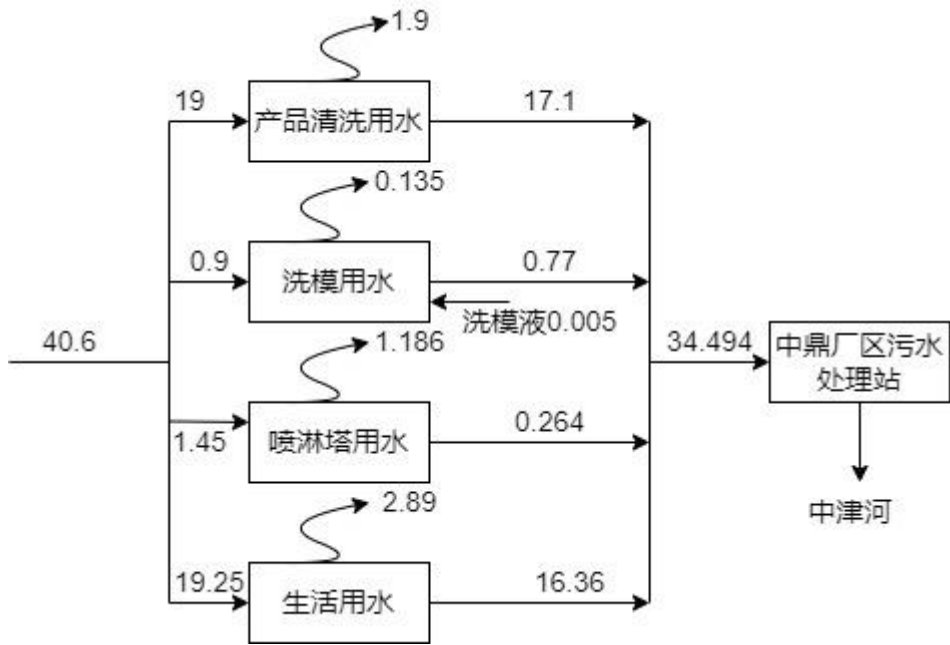 1.9
19
产品清洗用水
17.1
0.135
0.9
洗模用水
0.77
洗模液0.005
40.6
1.186
34.494
中鼎厂区污水
处理站
1.45
喷淋塔用水
0.264
2.89
中津河
19.25
生活用水
16.36